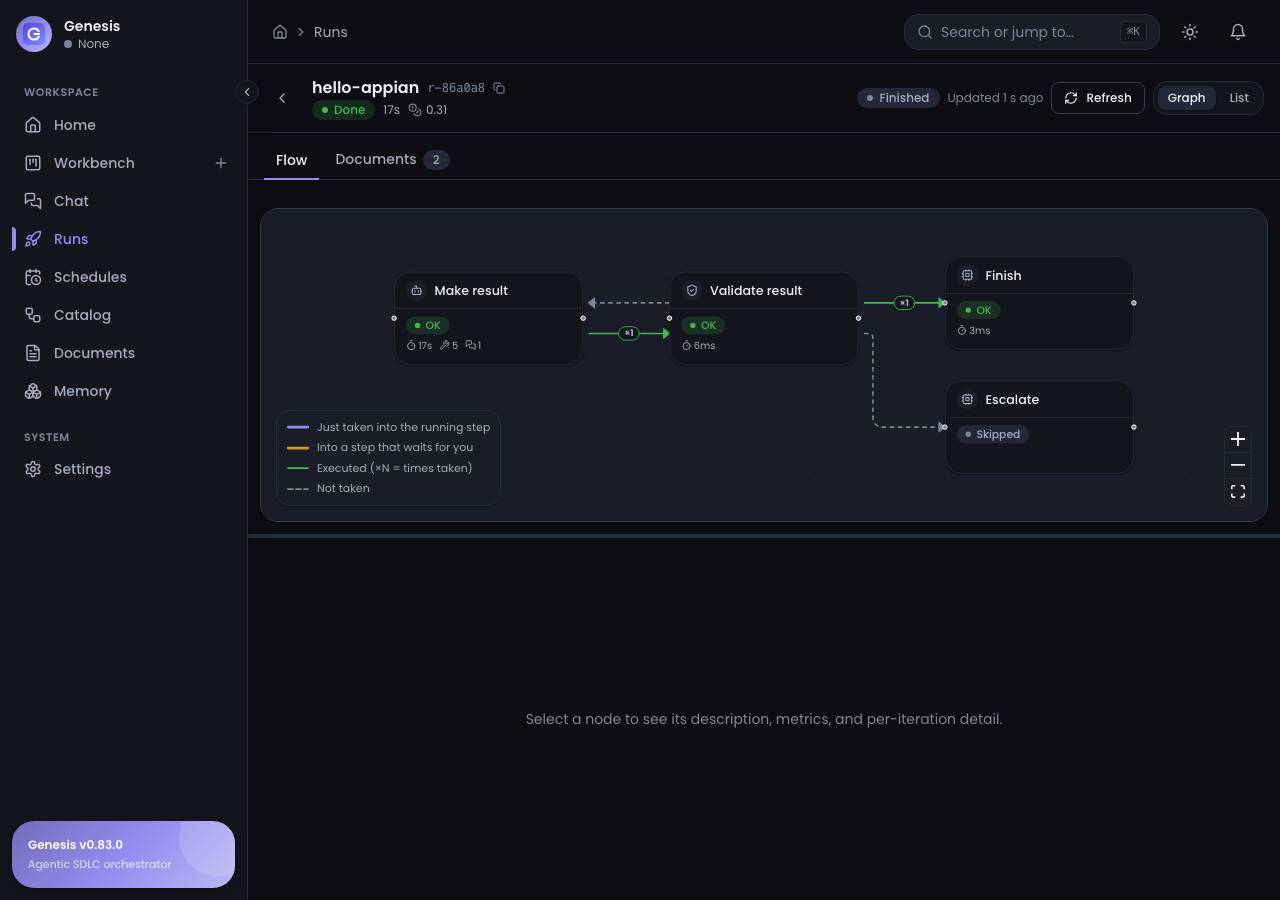 Genesis
None
WORKSPACE
Home
Workbench
Chat
Runs
Schedules
Catalog
Documents
Memory
SYSTEM
Settings
Genesis v0.83.0
Agentic SDLC orchestrator
Runs
Search or jump to... ⌘K
hello-appian r-86a0a8
Done 17s 0.31
Finished Updated 1 s ago Refresh Graph List
Flow Documents 2
Make result
OK
17s 5 1
×1
Validate result
OK
6ms
×1
Finish
OK
3ms
Escalate
Skipped
Just taken into the running step
Into a step that waits for you
Executed (×N = times taken)
Not taken
Select a node to see its description, metrics, and per-iteration detail.